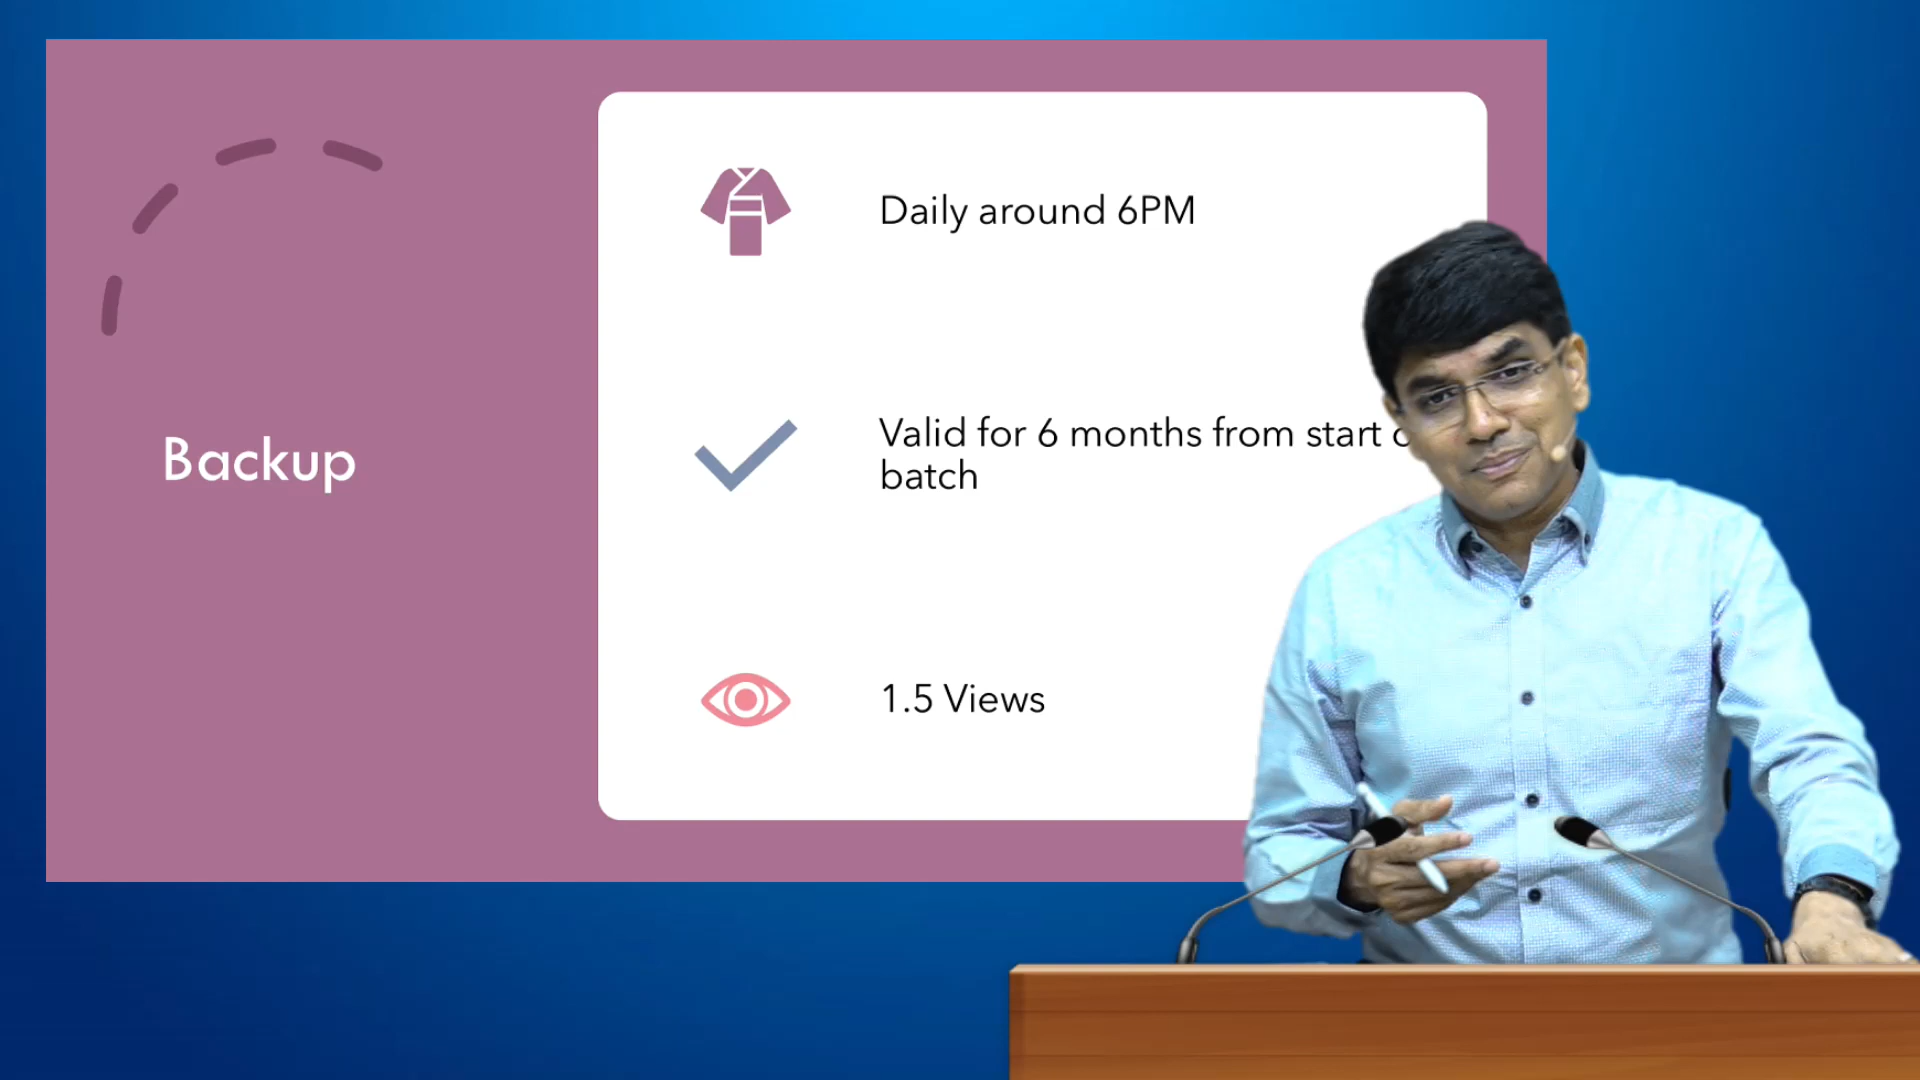 Backup
Daily around 6PM
Valid for 6 months from start
batch
1.5 Views